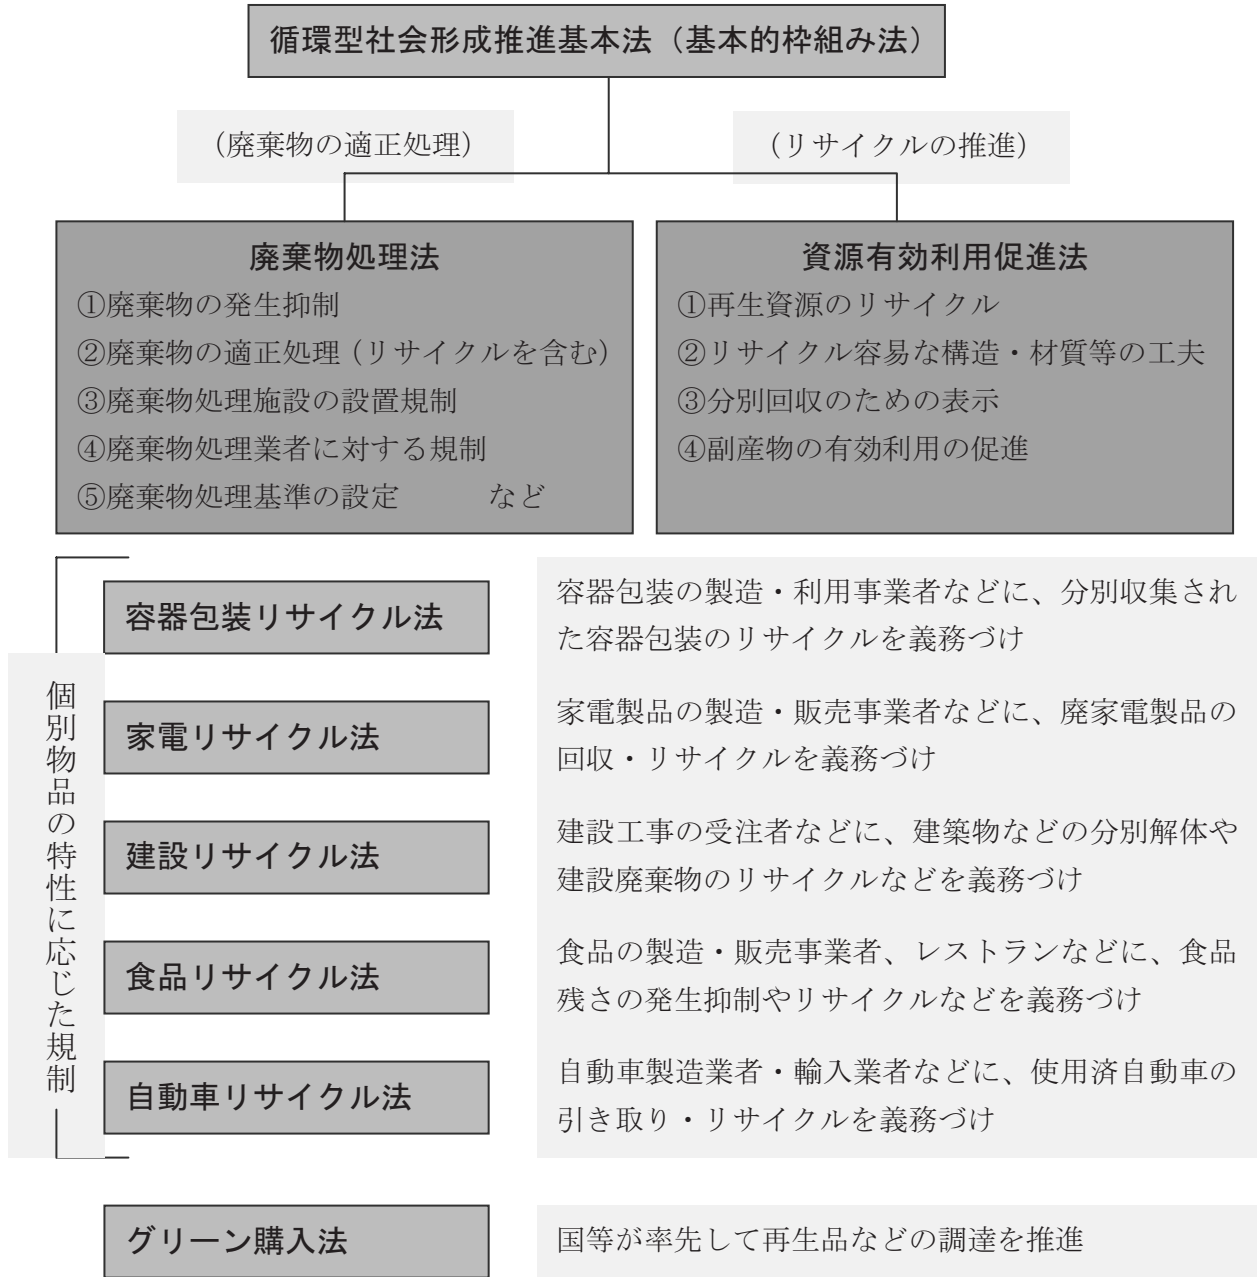 循環型社会形成推進基本法（基本的枠組み法）
（廃棄物の適正処理）
（リサイクルの推進）
廃棄物処理法
①廃棄物の発生抑制
②廃棄物の適正処理（リサイクルを含む）
③廃棄物処理施設の設置規制
④廃棄物処理業者に対する規制
⑤廃棄物処理基準の設定　　　など
資源有効利用促進法
①再生資源のリサイクル
②リサイクル容易な構造・材質等の工夫
③分別回収のための表示
④副産物の有効利用の促進
個別物品の特性に応じた規制
容器包装リサイクル法
容器包装の製造・利用事業者などに、分別収集され
た容器包装のリサイクルを義務づけ
家電リサイクル法
家電製品の製造・販売事業者などに、廃家電製品の
回収・リサイクルを義務づけ
建設リサイクル法
建設工事の受注者などに、建築物などの分別解体や
建設廃棄物のリサイクルなどを義務づけ
食品リサイクル法
食品の製造・販売事業者、レストランなどに、食品
残さの発生抑制やリサイクルなどを義務づけ
自動車リサイクル法
自動車製造業者・輸入業者などに、使用済自動車の
引き取り・リサイクルを義務づけ
グリーン購入法
国等が率先して再生品などの調達を推進